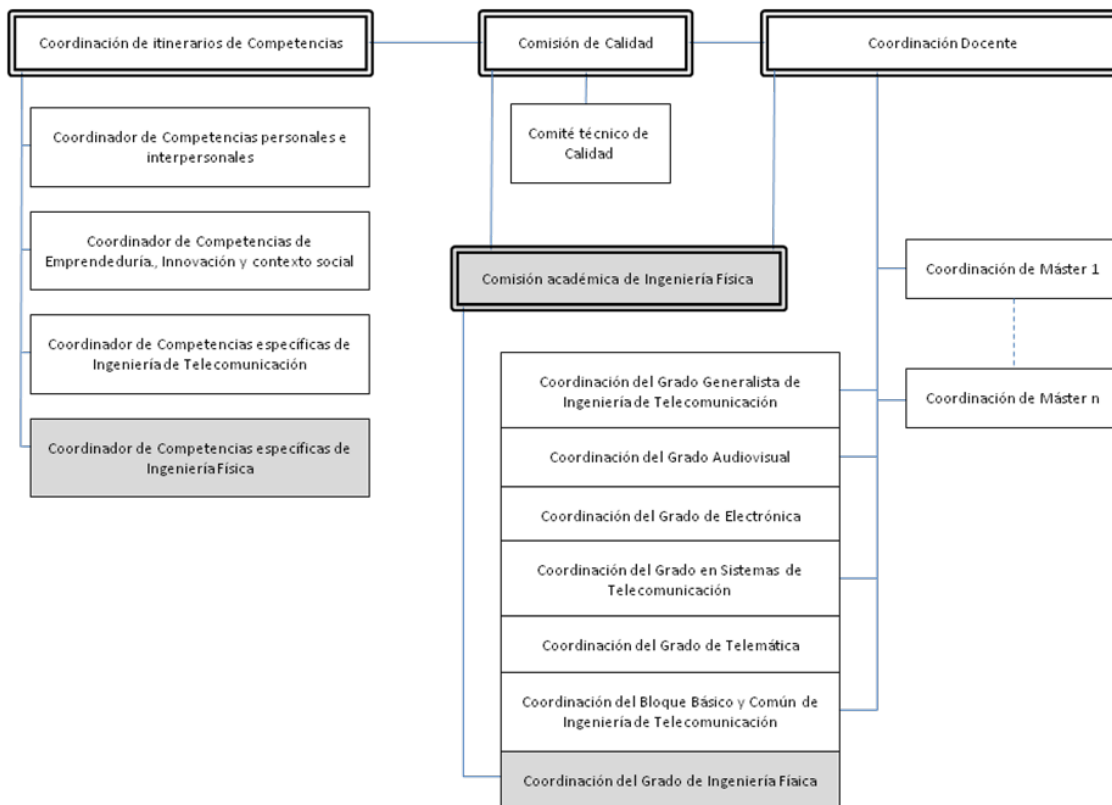 Coordinación de itinerarios de Competencias
Comisión de Calidad
Coordinación Docente
Coordinador de Competencias personales e
interpersonales
Comité técnico de
Calidad
Coordinador de Competencias de
Emprendeduría., Innovación y contexto social
Comisión académica de Ingeniería Física
Coordinación de Máster 1
Coordinador de Competencias específicas de
Ingeniería de Telecomunicación
Coordinación del Grado Generalista de
Ingeniería de Telecomunicación
Coordinación de Máster n
Coordinador de Competencias específicas de
Ingeniería Física
Coordinación del Grado Audiovisual
Coordinación del Grado de Electrónica
Coordinación del Grado en Sistemas de
Telecomunicación
Coordinación del Grado de Telemática
Coordinación del Bloque Básico y Común de
Ingeniería de Telecomunicación
Coordinación del Grado de Ingeniería Fíaica